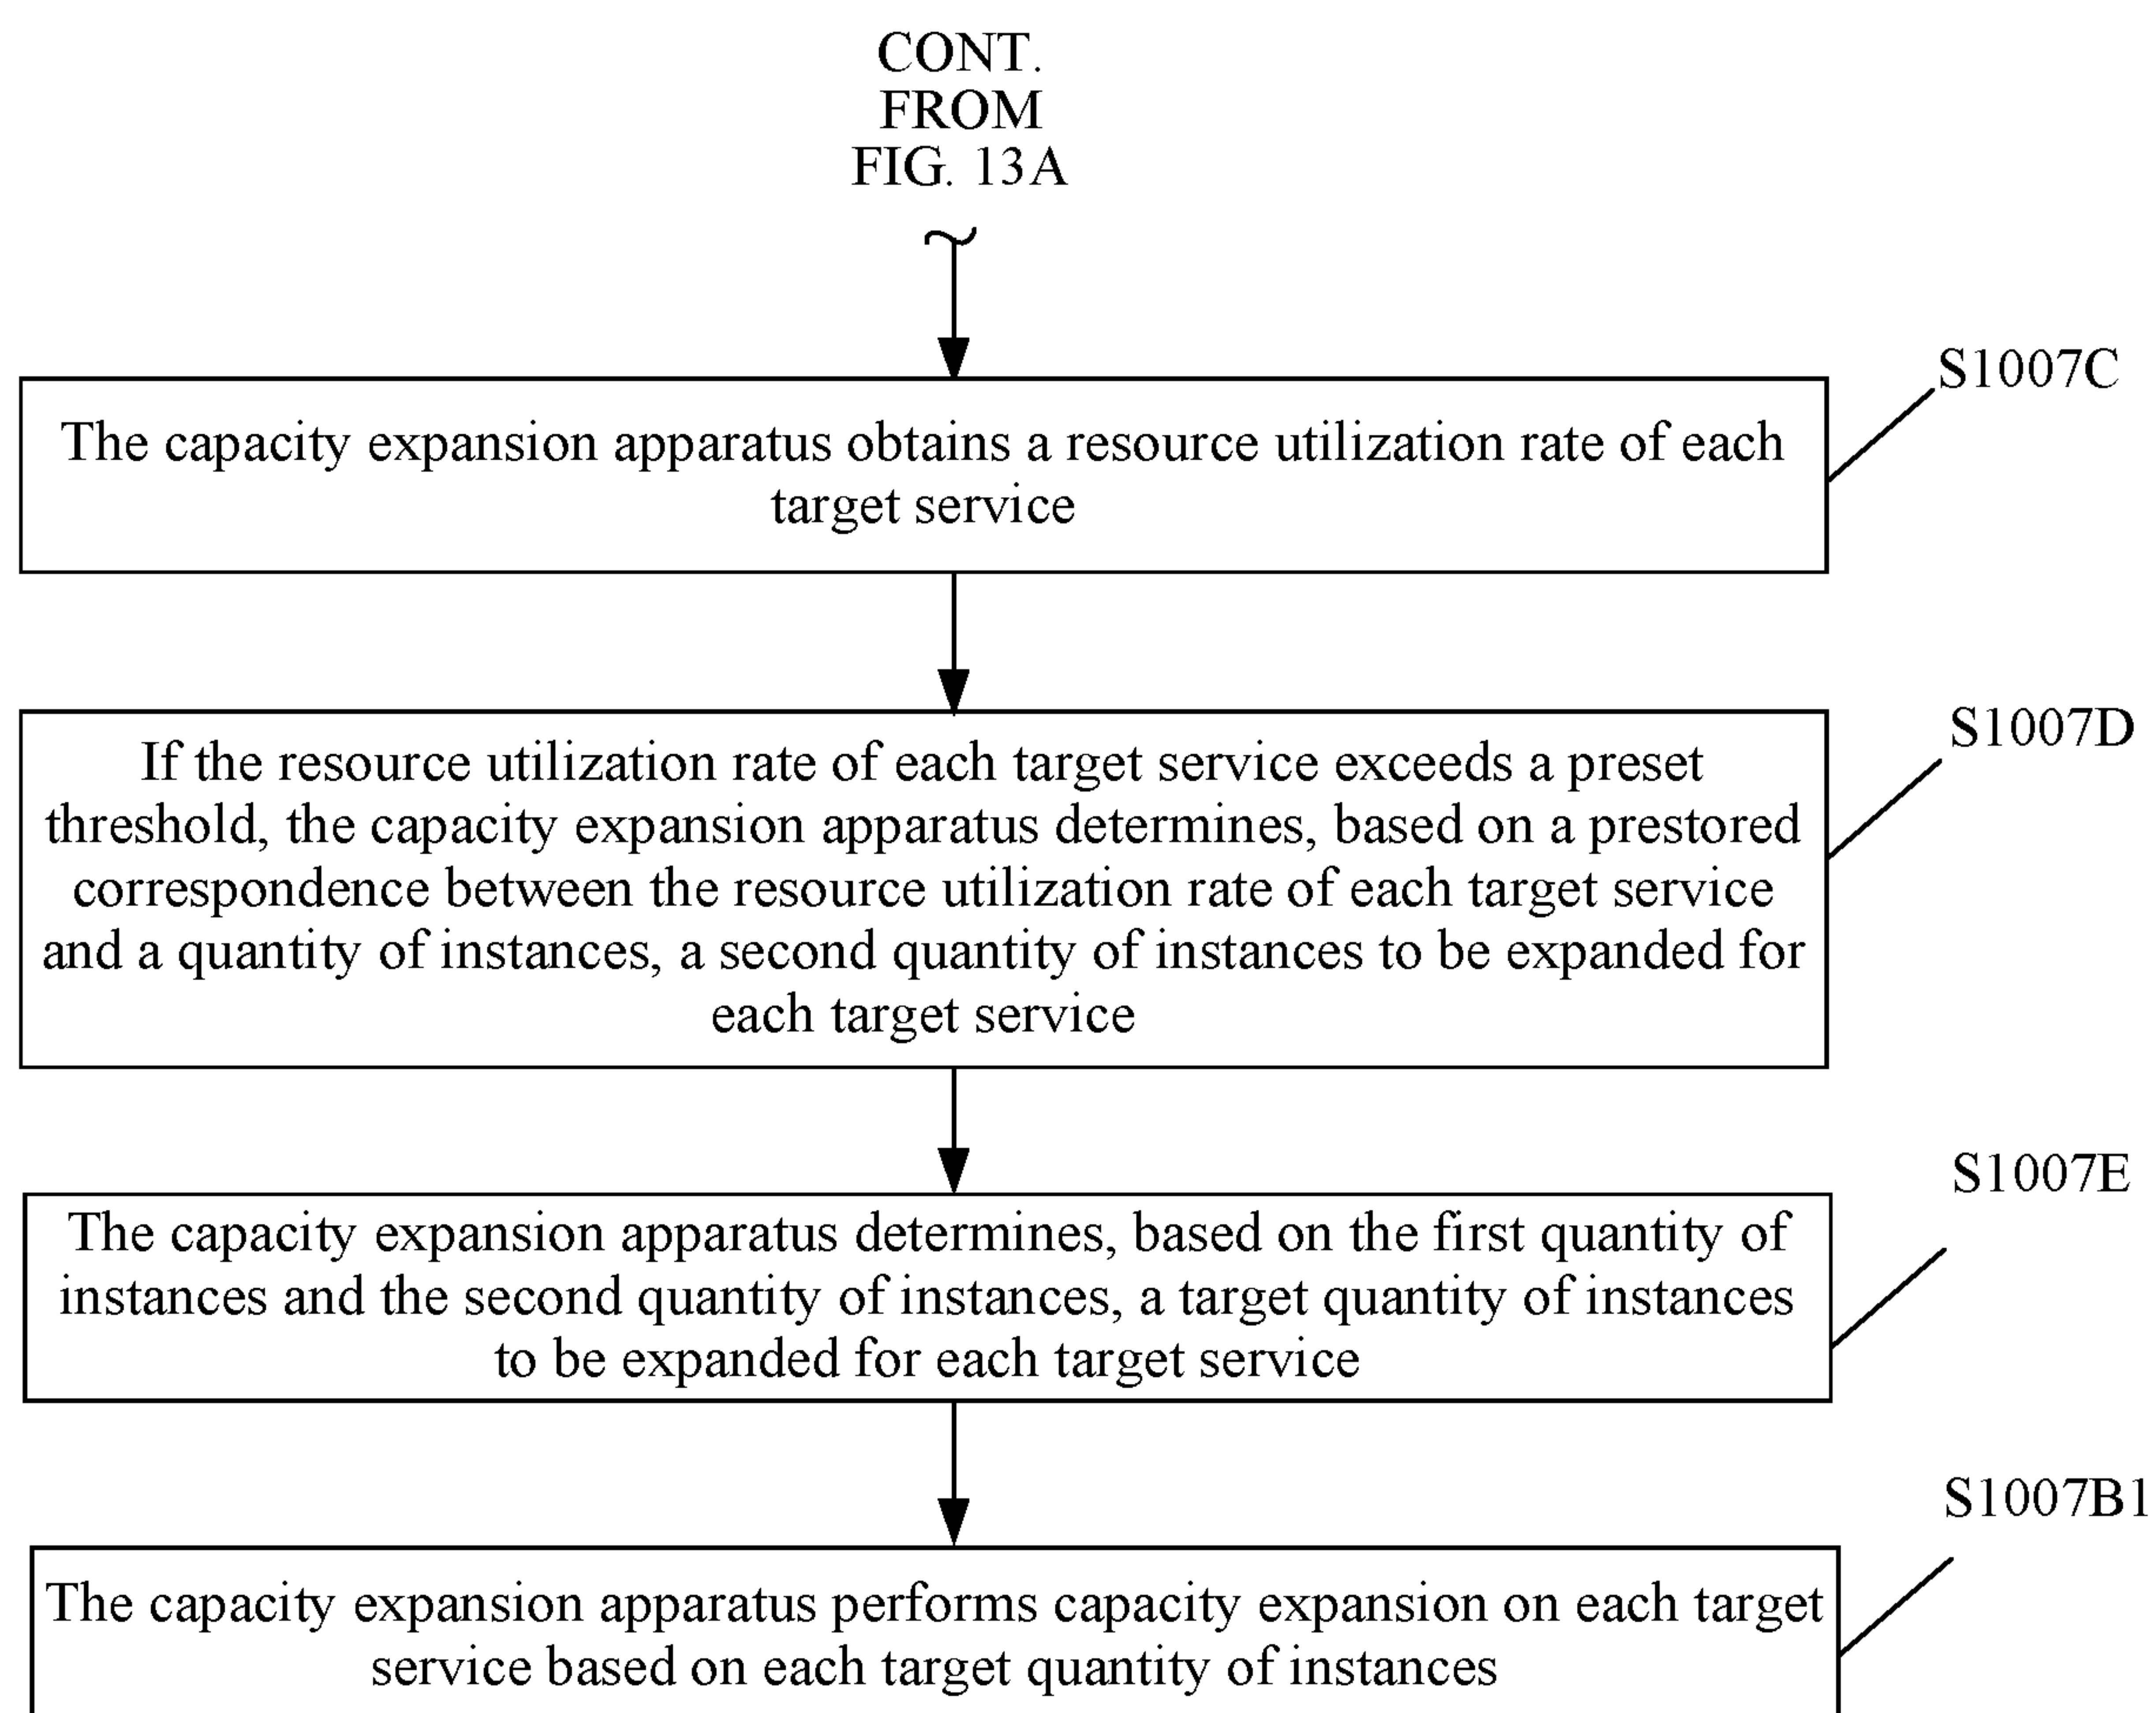 CONT.
FROM
FIG. 13A
S1007C
The capacity expansion apparatus obtains a resource utilization rate of each
target service
S1007D
If the resource utilization rate of each target service exceeds a preset
threshold, the capacity expansion apparatus determines, based on a prestored
correspondence between the resource utilization rate of each target service
and a quantity of instances, a second quantity of instances to be expanded for
each target service
S1007E
The capacity expansion apparatus determines, based on the first quantity of
instances and the second quantity of instances, a target quantity of instances
to be expanded for each target service
S1007B1
The capacity expansion apparatus performs capacity expansion on each target
service based on each target quantity of instances